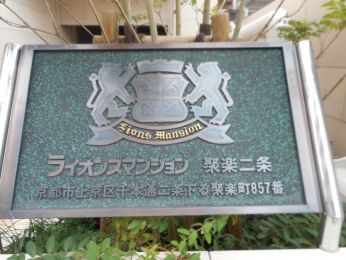 Lions Mansion
ライオンズマンション 聚楽二条
京都市上京区千本通二条下る聚楽町857番